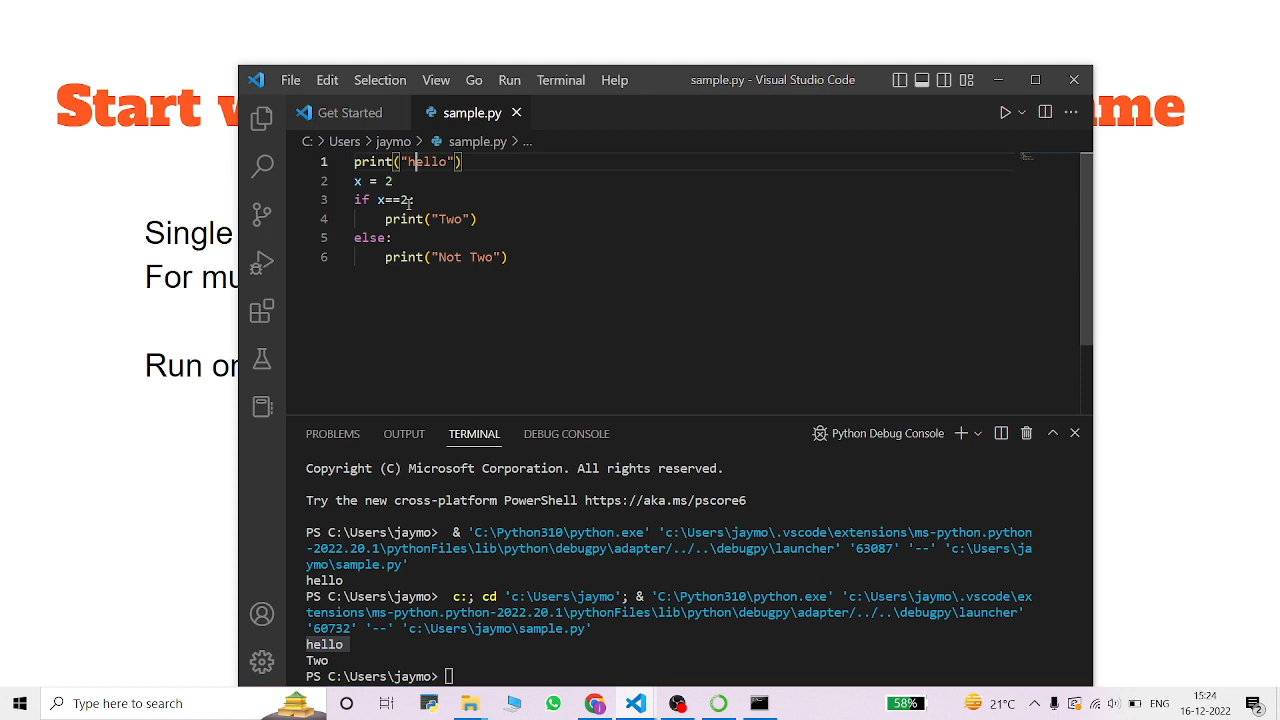 Start
ame
Single
For mu
Run or
File Edit Selection View Go Run Terminal Help
sample.py - Visual Studio Code
Get Started
sample.py
C: > Users > jaymo > sample.py > ...
1 print("hello")
2 x = 2
3 if x==2:
4 print("Two")
5 else:
6 print("Not Two")
PROBLEMS OUTPUT TERMINAL DEBUG CONSOLE
Python Debug Console
Copyright (C) Microsoft Corporation. All rights reserved.
Try the new cross-platform PowerShell https://aka.ms/pscore6
PS C:\Users\jaymo>  & 'C:\Python310\python.exe' 'c:\Users\jaymo\.vscode\extensions\ms-python.python
-2022.20.1\pythonFiles\lib\python\debugpy\adapter/../..\debugpy\launcher' '63087' '--' 'c:\Users\ja
ymo\sample.py'
hello
PS C:\Users\jaymo>  c:; cd 'c:\Users\jaymo'; & 'C:\Python310\python.exe' 'c:\Users\jaymo\.vscode\ex
tensions\ms-python.python-2022.20.1\pythonFiles\lib\python\debugpy\adapter/../..\debugpy\launcher'
'60732' '--' 'c:\Users\jaymo\sample.py'
hello
Two
PS C:\Users\jaymo>
Type here to search
58%
21°C
15:24
16-12-2022
2